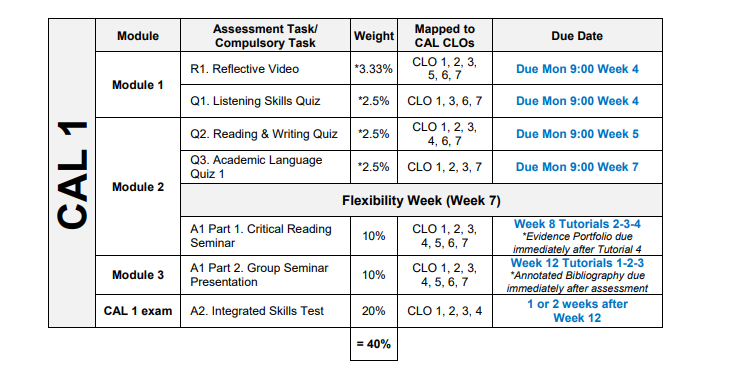 CAL 1
Module
Assessment Task/
Compulsory Task
Weight
Mapped to
CAL CLOs
Due Date
Module 1
R1. Reflective Video
*3.33%
CLO 1, 2, 3,
5, 6, 7
Due Mon 9:00 Week 4
Q1. Listening Skills Quiz
*2.5%
CLO 1, 3, 6, 7
Due Mon 9:00 Week 4
Module 2
Q2. Reading & Writing Quiz
*2.5%
CLO 1, 2, 3,
4, 6, 7
Due Mon 9:00 Week 5
Q3. Academic Language
Quiz 1
*2.5%
CLO 1, 2, 3, 7
Due Mon 9:00 Week 7
Flexibility Week (Week 7)
A1 Part 1. Critical Reading
Seminar
10%
CLO 1, 2, 3,
4, 5, 6, 7
Week 8 Tutorials 2-3-4
*Evidence Portfolio due
immediately after Tutorial 4
Module 3
A1 Part 2. Group Seminar
Presentation
10%
CLO 1, 2, 3,
4, 5, 6, 7
Week 12 Tutorials 1-2-3
*Annotated Bibliography due
immediately after assessment
CAL 1 exam
A2. Integrated Skills Test
20%
CLO 1, 2, 3, 4
1 or 2 weeks after
Week 12
= 40%